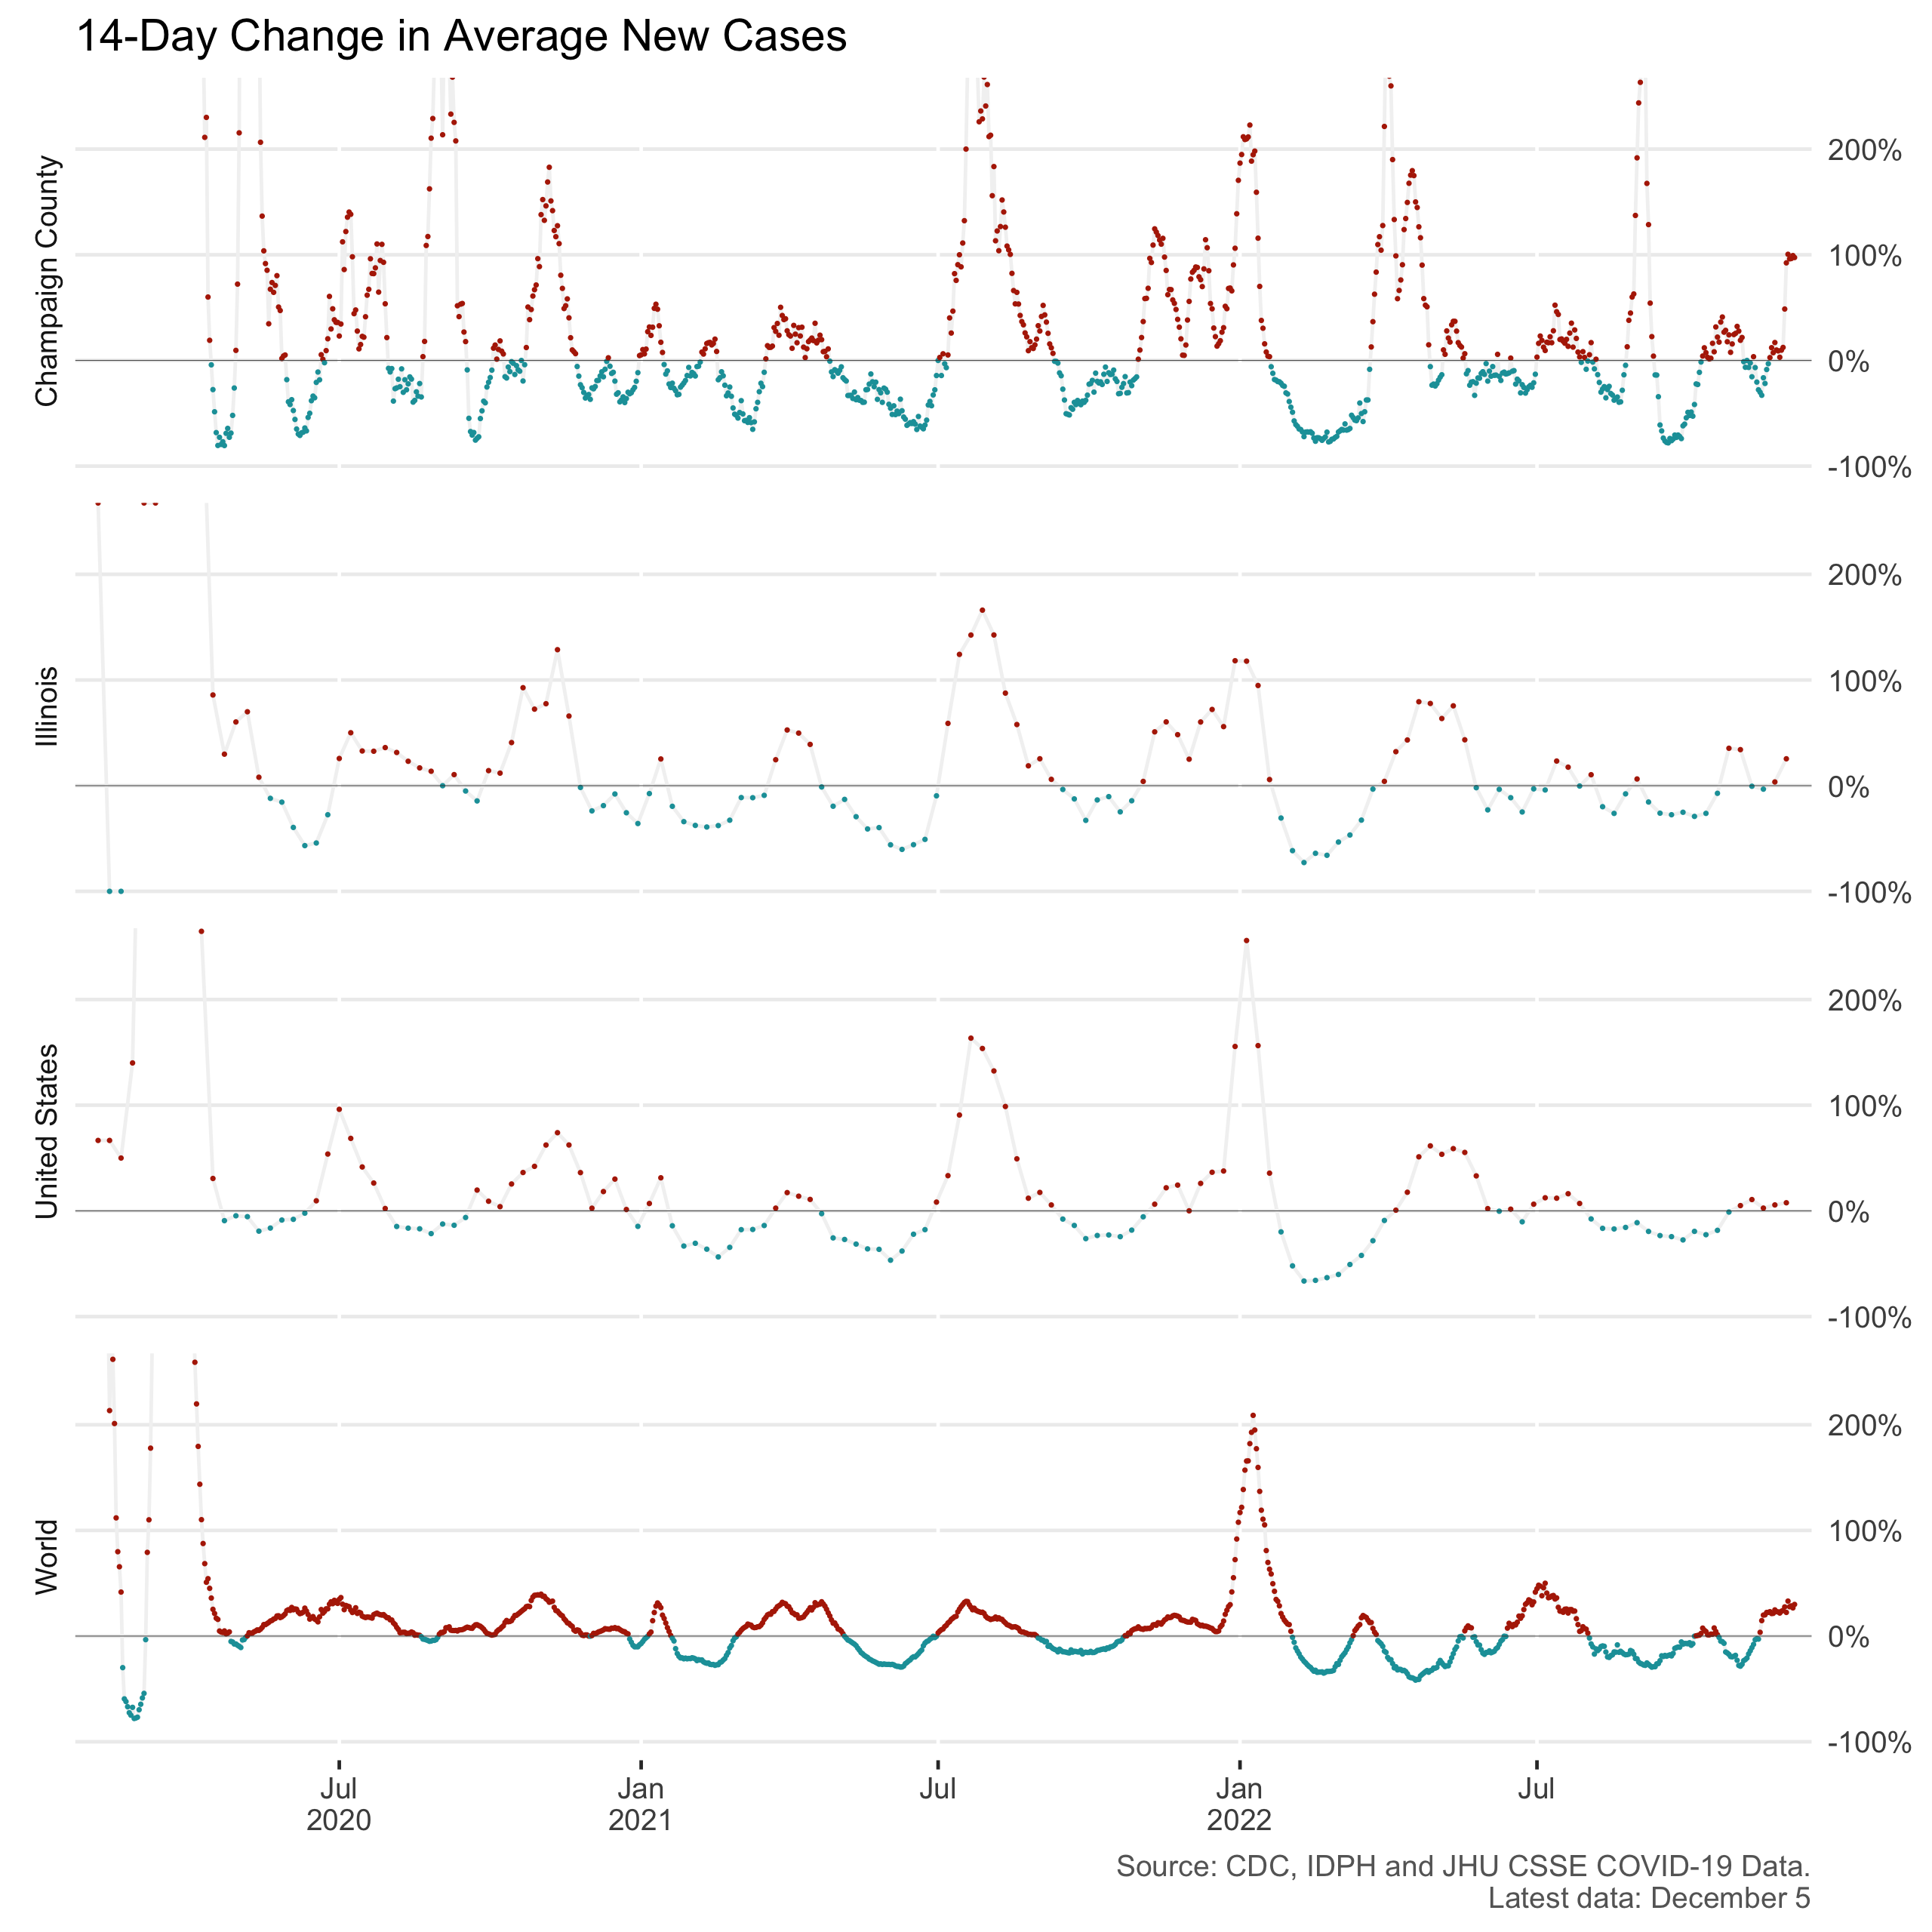 14-Day Change in Average New Cases
Champaign County
200%
100%
0%
-100%
Illinois
200%
100%
0%
-100%
United States
200%
100%
0%
-100%
World
200%
100%
0%
-100%
Jul
2020
Jan
2021
Jul
Jan
2022
Jul
Source: CDC, IDPH and JHU CSSE COVID-19 Data.
Latest data: December 5